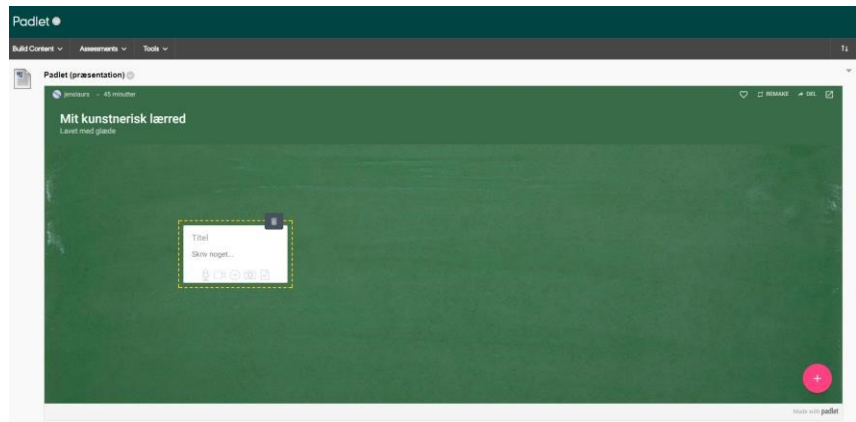 Padlet
Build Content Assessments Tools
Padlet (præsentation)
jenslaurs – 45 minutter
REMAKE DEL
Mit kunstnerisk lærred
Lavet med glæde
Titel
Skriv noget...
Made with padlet